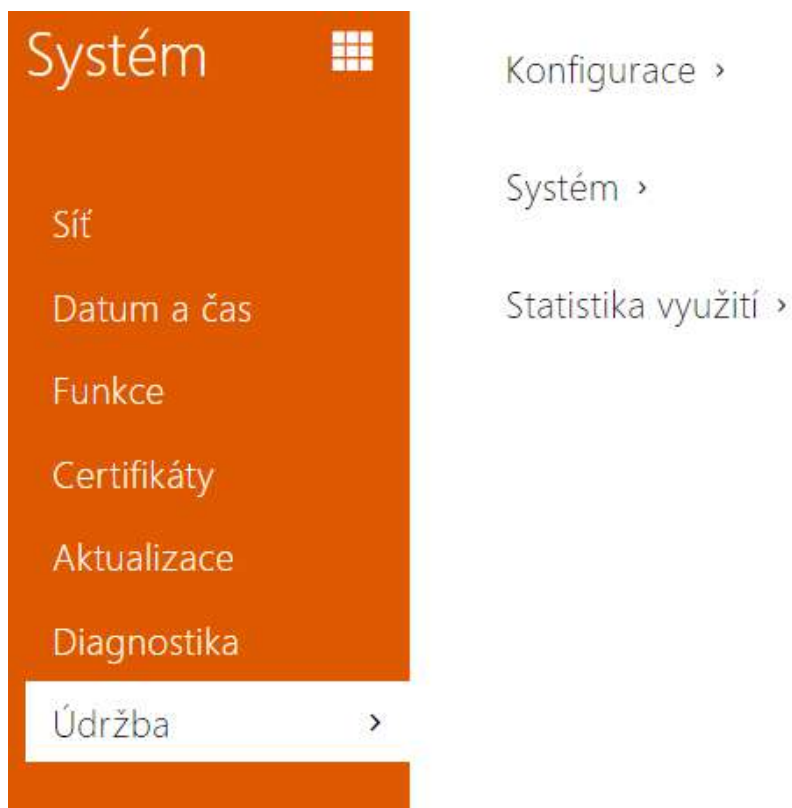 Systém
Síť
Datum a čas
Funkce
Certifikáty
Aktualizace
Diagnostika
Údržba
Konfigurace
Systém
Statistika využití